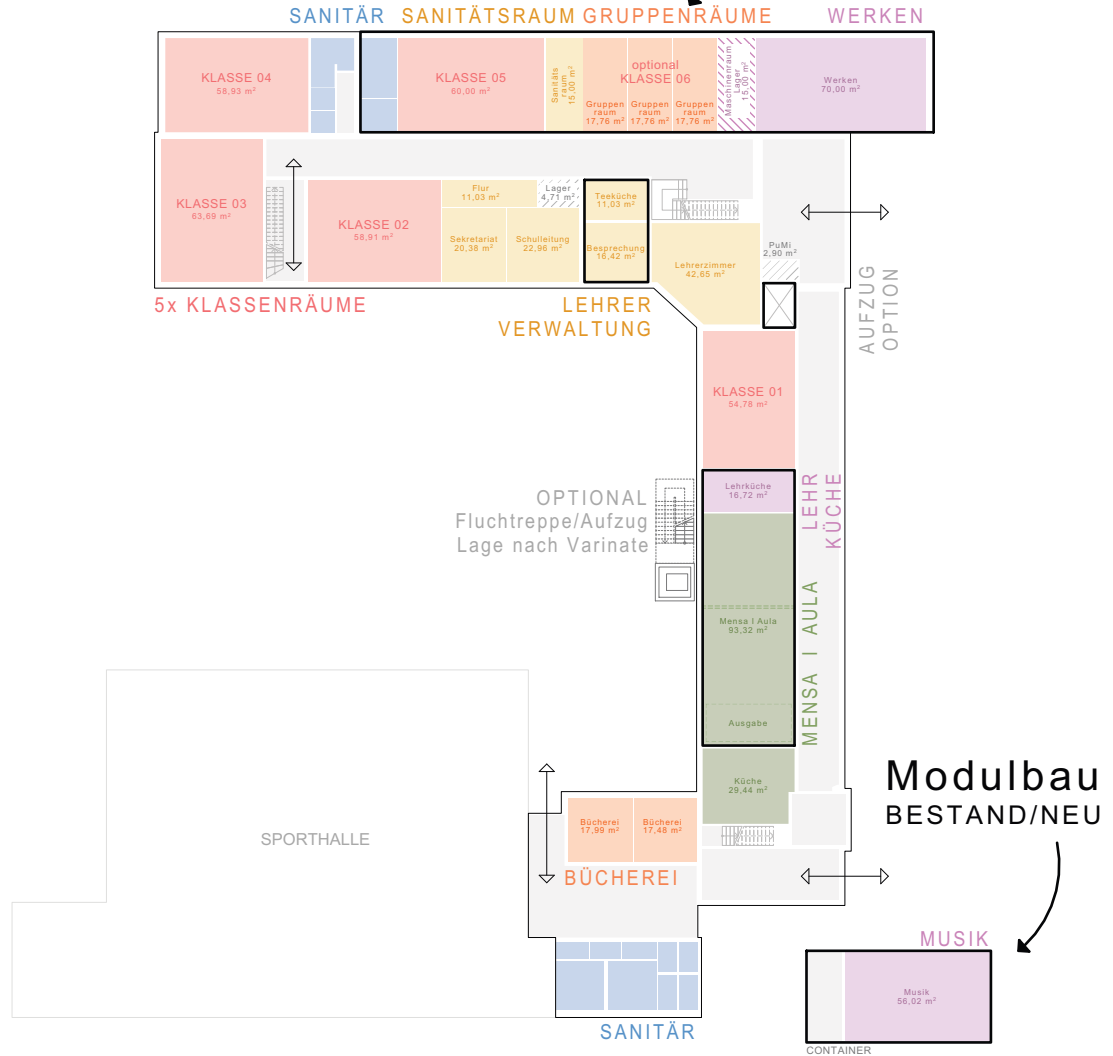 SANITÄR SANITÄTSRAUM GRUPPENRÄUME WERKEN
KLASSE 04
58,93 m²
KLASSE 05
60,00 m²
Sanitäts
raum
15,00 m²
optional
KLASSE 06
Gruppen
raum
17,76 m²
Gruppen
raum
17,76 m²
Gruppen
raum
17,76 m²
Maschinenraum
Lager
15,00 m²
Werken
70,00 m²
KLASSE 03
63,69 m²
KLASSE 02
58,91 m²
Flur
11,03 m²
Lager
4,71 m²
Teeküche
11,03 m²
Sekretariat
20,38 m²
Schulleitung
22,96 m²
Besprechung
16,42 m²
Lehrerzimmer
42,65 m²
PuMi
2,90 m²
5x KLASSENRÄUME
LEHRER
VERWALTUNG
AUFZUG
OPTION
KLASSE 01
54,78 m²
Lehrküche
16,72 m²
LEHR
KÜCHE
OPTIONAL
Fluchttreppe/Aufzug
Lage nach Varinate
Mensa I Aula
93,32 m²
MENSA I AULA
Ausgabe
Küche
29,44 m²
Modulbau
BESTAND/NEU
SPORTHALLE
Bücherei
17,99 m²
Bücherei
17,48 m²
BÜCHEREI
MUSIK
Musik
56,02 m²
SANITÄR
CONTAINER